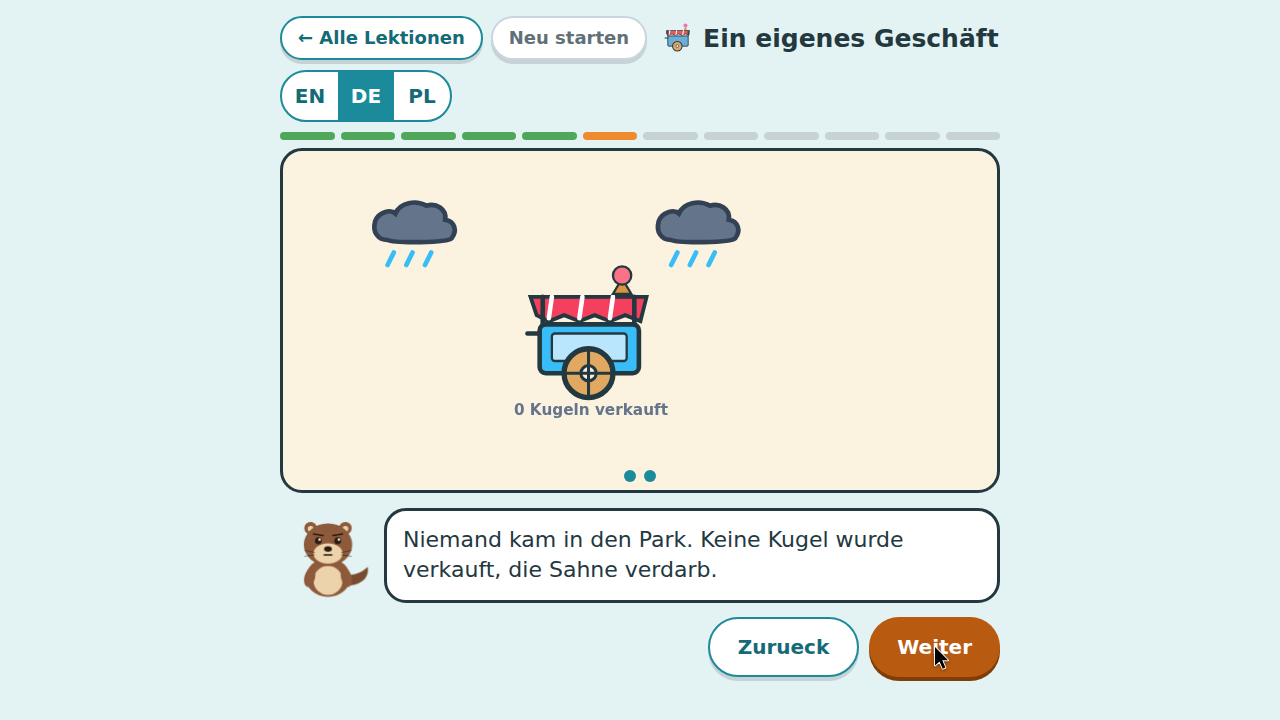 ← Alle Lektionen
Neu starten
Ein eigenes Geschäft
EN DE PL
0 Kugeln verkauft
Niemand kam in den Park. Keine Kugel wurde
verkauft, die Sahne verdarb.
Zurueck
Weiter